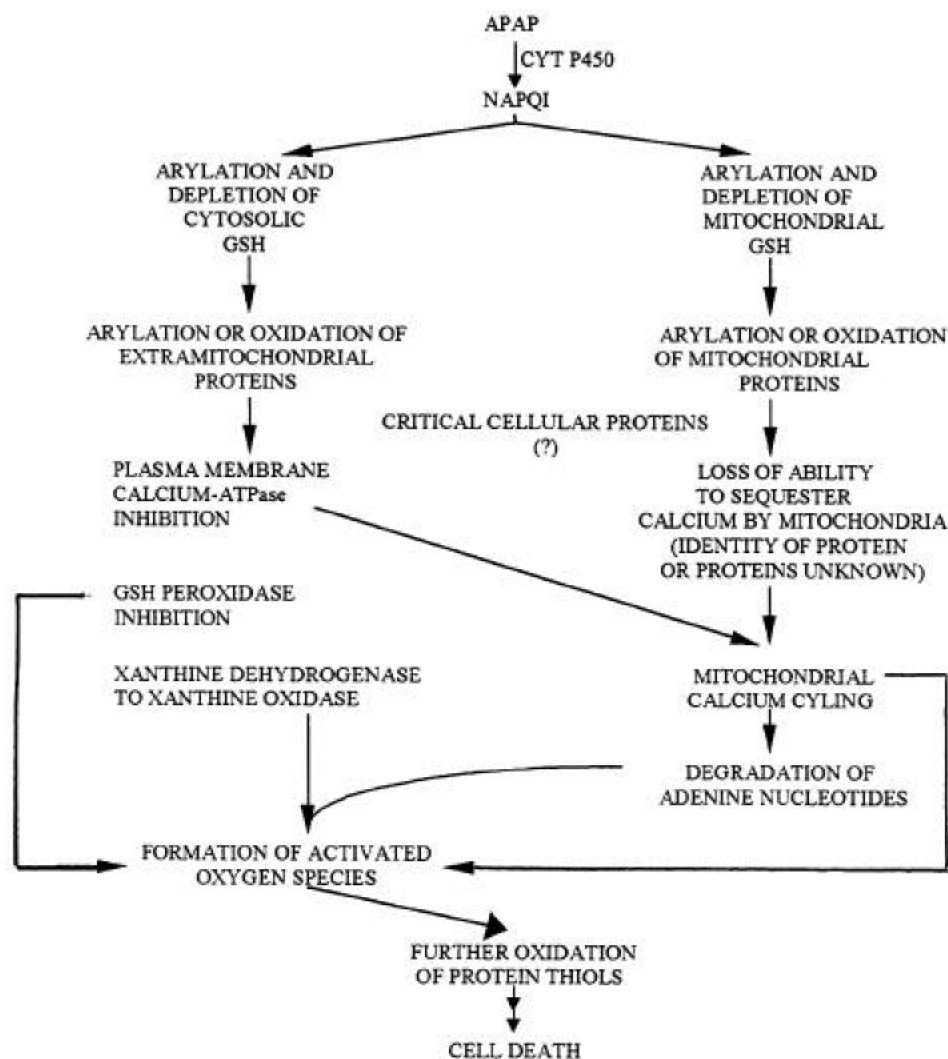 APAP
CYT P450
NAPQI
ARYLATION AND
DEPLETION OF
CYTOSOLIC
GSH
ARYLATION AND
DEPLETION OF
MITOCHONDRIAL
GSH
ARYLATION OR OXIDATION OF
EXTRAMITOCHONDRIAL
PROTEINS
ARYLATION OR OXIDATION
OF MITOCHONDRIAL
PROTEINS
CRITICAL CELLULAR PROTEINS
(?)
PLASMA MEMBRANE
CALCIUM-ATPase
INHIBITION
LOSS OF ABILITY
TO SEQUESTER
CALCIUM BY MITOCHONDRIA
(IDENTITY OF PROTEIN
OR PROTEINS UNKNOWN)
GSH PEROXIDASE
INHIBITION
XANTHINE DEHYDROGENASE
TO XANTHINE OXIDASE
MITOCHONDRIAL
CALCIUM CYLING
DEGRADATION OF
ADENINE NUCLEOTIDES
FORMATION OF ACTIVATED
OXYGEN SPECIES
FURTHER OXIDATION
OF PROTEIN THIOLS
CELL DEATH